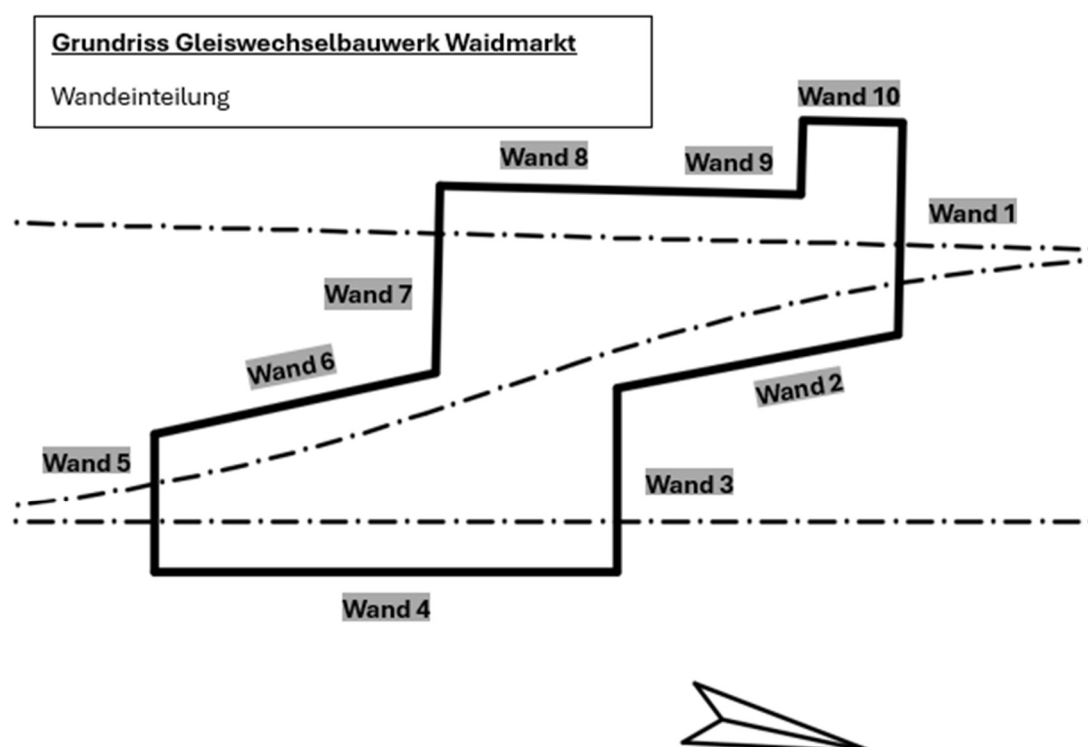 Grundriss Gleiswechselbauwerk Waidmarkt
Wandeinteilung
Wand 10
Wand 8
Wand 9
Wand 1
Wand 7
Wand 6
Wand 2
Wand 5
Wand 3
Wand 4